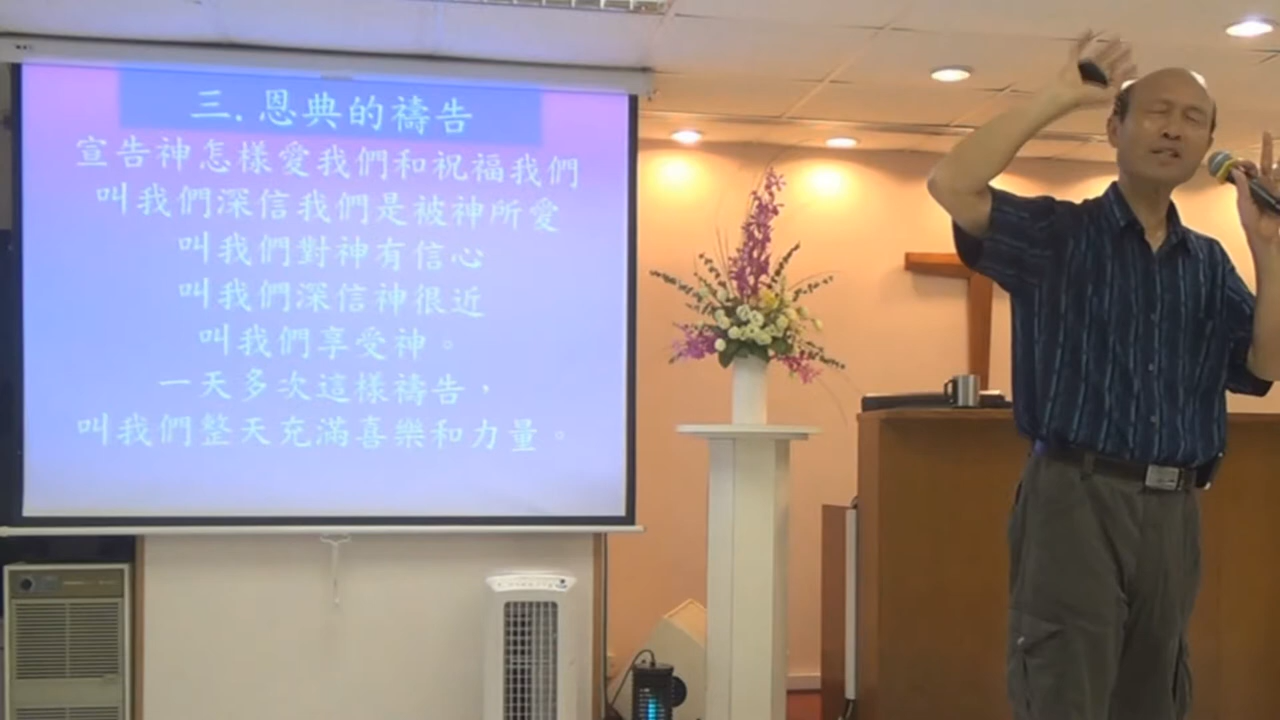 三. 恩典的禱告
宣告神怎樣愛我們和祝福我們
叫我們深信我們是被神所愛
叫我們對神有信心
叫我們深信神很近
叫我們享受神。
一天多次這樣禱告，
叫我們整天充滿喜樂和力量。